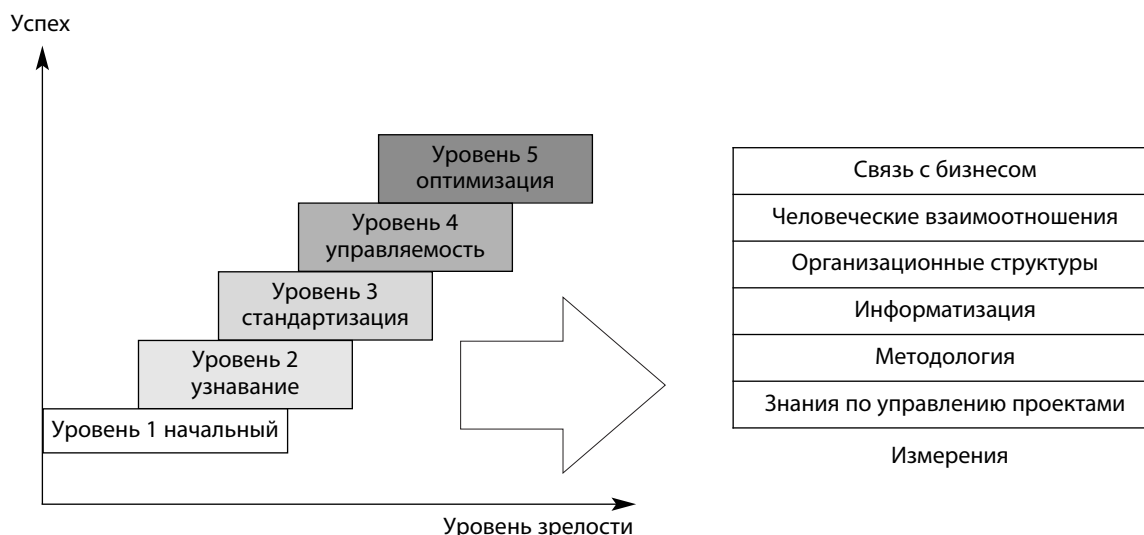 Успех
Уровень 5
оптимизация
Уровень 4
управляемость
Уровень 3
стандартизация
Уровень 2
узнавание
Уровень 1 начальный
Уровень зрелости
Связь с бизнесом
Человеческие взаимоотношения
Организационные структуры
Информатизация
Методология
Знания по управлению проектами
Измерения